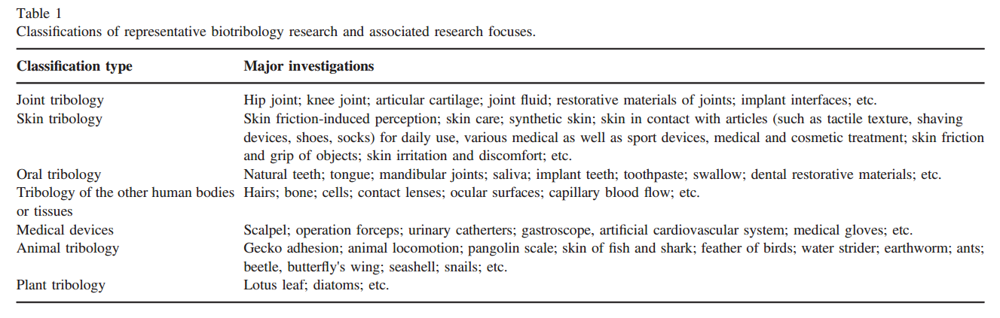 Table 1
Classifications of representative biotribology research and associated research focuses.
Classification type Major investigations
Joint tribology Hip joint; knee joint; articular cartilage; joint fluid; restorative materials of joints; implant interfaces; etc.
Skin tribology Skin friction-induced perception; skin care; synthetic skin; skin in contact with articles (such as tactile texture, shaving
devices, shoes, socks) for daily use, various medical as well as sport devices, medical and cosmetic treatment; skin friction
and grip of objects; skin irritation and discomfort; etc.
Oral tribology Natural teeth; tongue; mandibular joints; saliva; implant teeth; toothpaste; swallow; dental restorative materials; etc.
Tribology of the other human bodies Hairs; bone; cells; contact lenses; ocular surfaces; capillary blood flow; etc.
or tissues
Medical devices Scalpel; operation forceps; urinary catherters; gastroscope, artificial cardiovascular system; medical gloves; etc.
Animal tribology Gecko adhesion; animal locomotion; pangolin scale; skin of fish and shark; feather of birds; water strider; earthworm; ants;
beetle, butterfly's wing; seashell; snails; etc.
Plant tribology Lotus leaf; diatoms; etc.